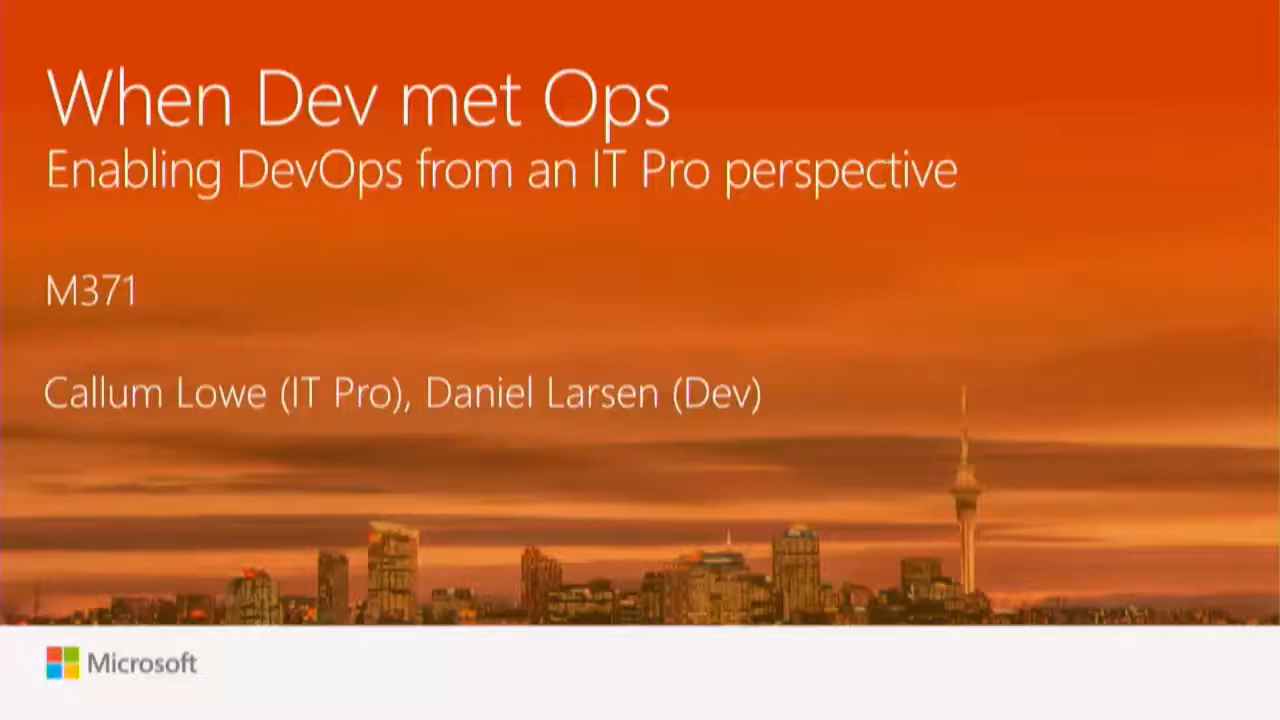 When Dev met Ops
Enabling DevOps from an IT Pro perspective
M371
Callum Lowe (IT Pro), Daniel Larsen (Dev)
Microsoft